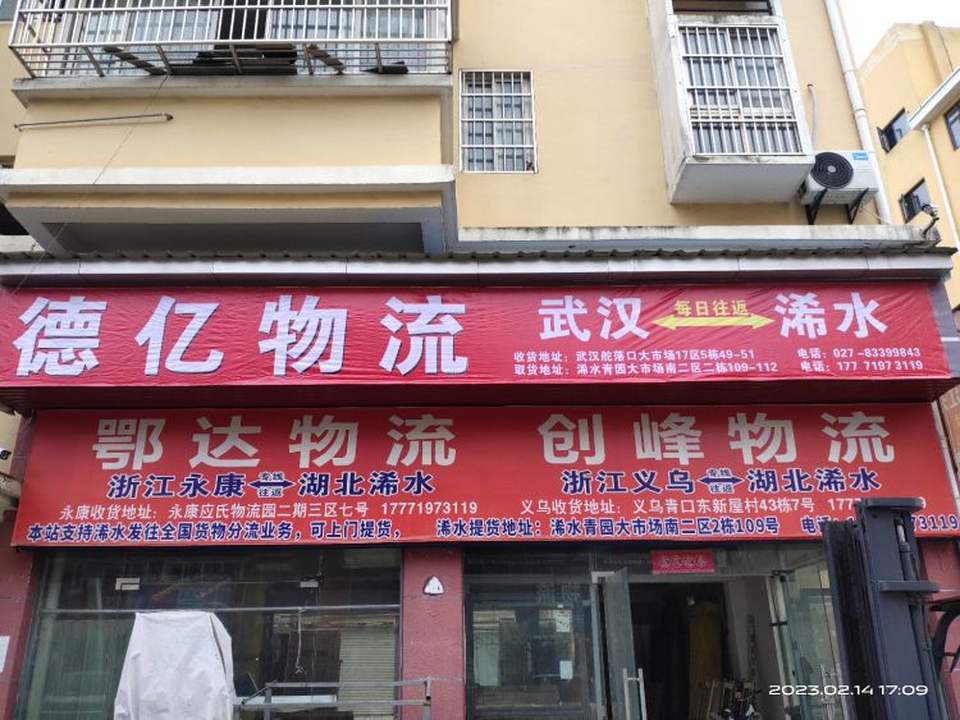 德亿物流
武汉 每日往返 浠水
收货地址：武汉舵落口大市场17区5栋49-51 电话：027-83399843
取货地址：浠水青园大市场南二区二栋109-112 电话：17771973119
鄂达物流 创峰物流
浙江永康 全线往返 湖北浠水 浙江义乌 全线往返 湖北浠水
永康收货地址：永康应氏物流园二期三区七号 17771973119 义乌收货地址：义乌青口东新屋村43栋7号
本站支持浠水发往全国货物分流业务，可上门提货， 浠水提货地址：浠水青园大市场南二区2栋109号
2023.02.14 17:09